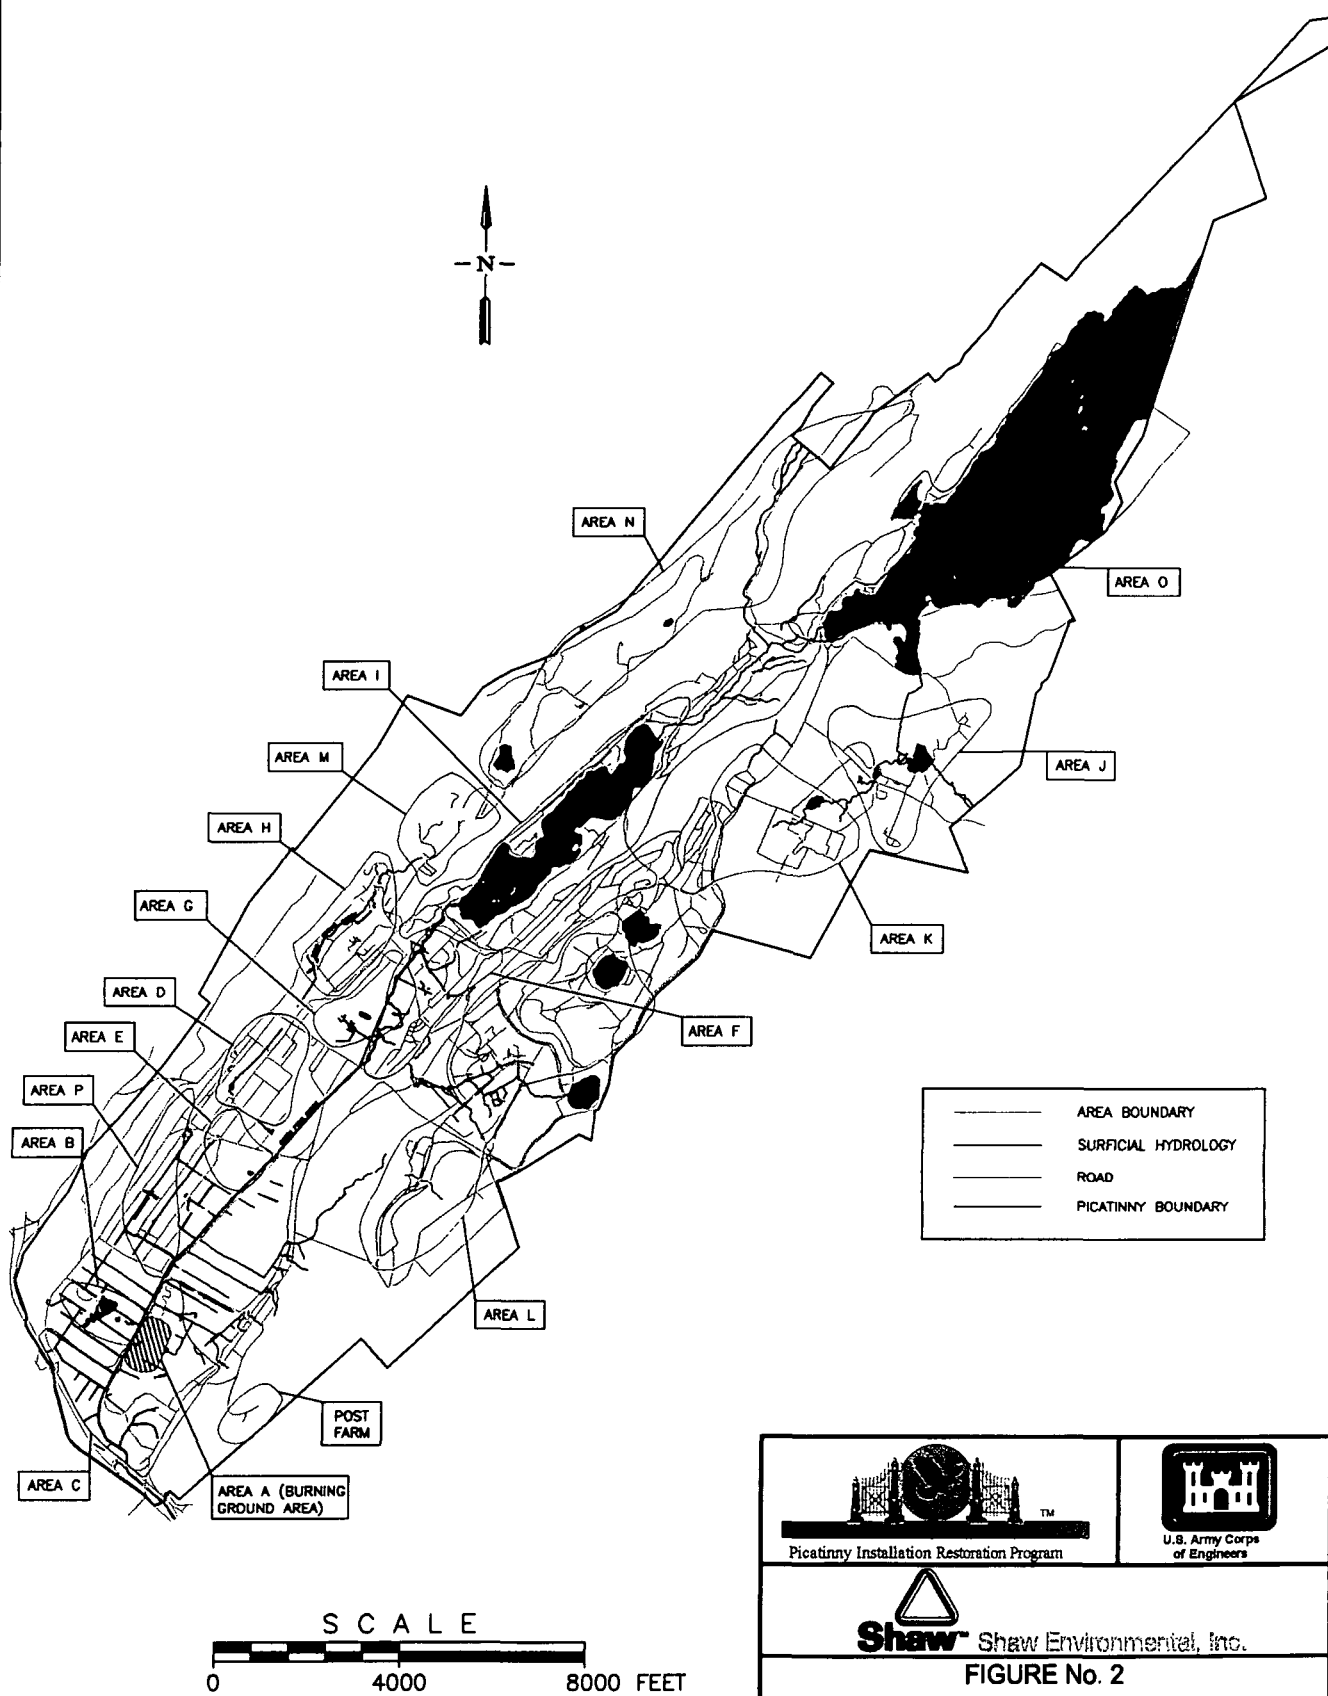 -N-
AREA N
AREA O
AREA I
AREA M
AREA J
AREA H
AREA G
AREA K
AREA D
AREA F
AREA E
AREA P
AREA B
AREA BOUNDARY
SURFICIAL HYDROLOGY
ROAD
PICATINNY BOUNDARY
AREA L
POST
FARM
AREA C
AREA A (BURNING
GROUND AREA)
TM
Picatinny Installation Restoration Program
U.S. Army Corps
of Engineers
Shaw™ Shaw Environmental, Inc.
FIGURE No. 2
SCALE
0 4000 8000 FEET